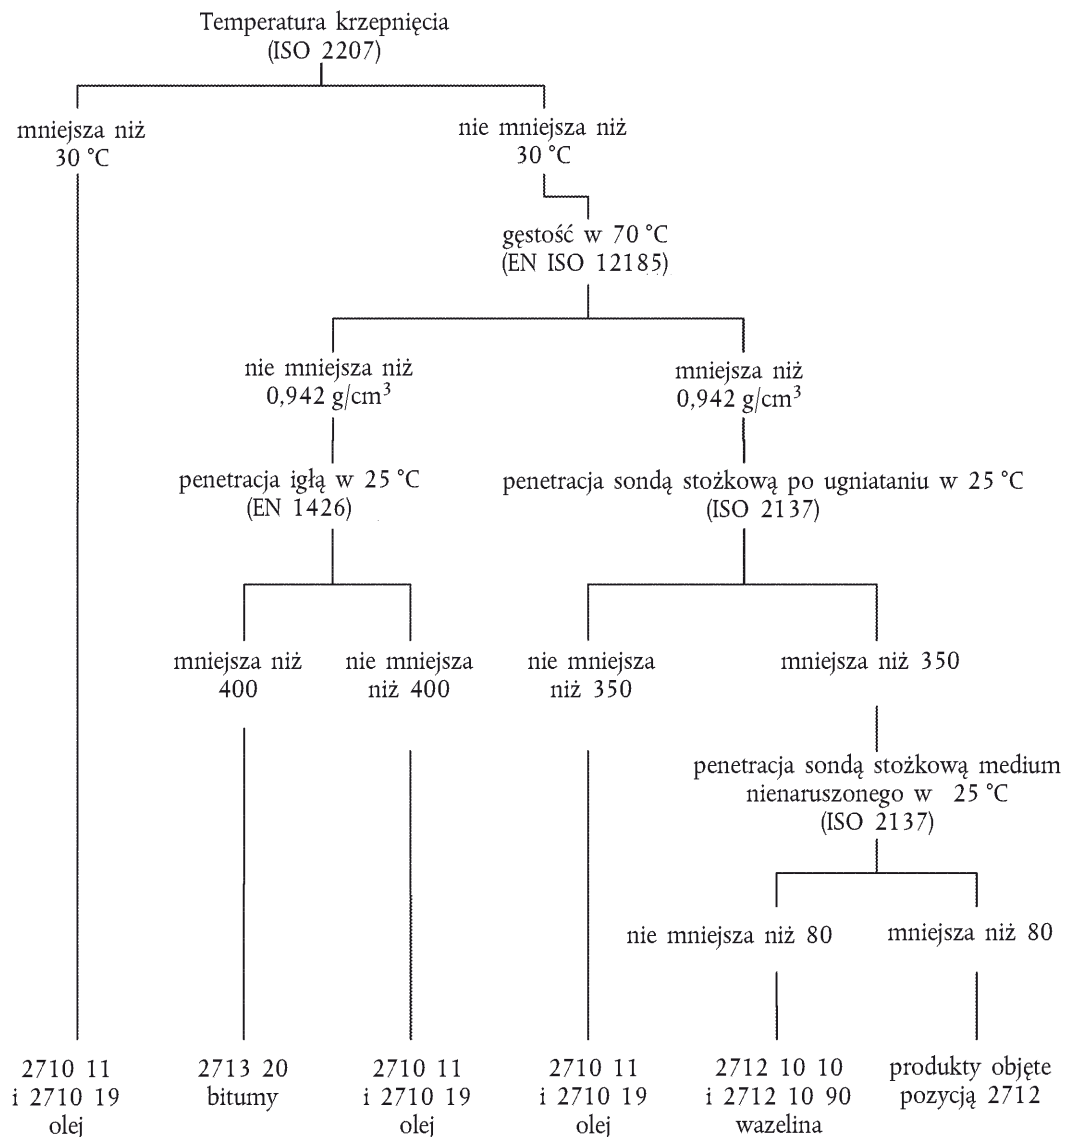 Temperatura krzepnięcia
(ISO 2207)
mniejsza niż
30 °C
nie mniejsza niż
30 °C
gęstość w 70 °C
(EN ISO 12185)
nie mniejsza niż
0,942 g/cm³
mniejsza niż
0,942 g/cm³
penetracja igłą w 25 °C
(EN 1426)
penetracja sondą stożkową po ugniataniu w 25 °C
(ISO 2137)
mniejsza niż
400
nie mniejsza
niż 400
nie mniejsza
niż 350
mniejsza niż 350
penetracja sondą stożkową medium
nienaruszonego w 25 °C
(ISO 2137)
nie mniejsza niż 80
mniejsza niż 80
2710 11
i 2710 19
olej
2713 20
bitumy
2710 11
i 2710 19
olej
2710 11
i 2710 19
olej
2712 10 10
i 2712 10 90
wazelina
produkty objęte
pozycją 2712